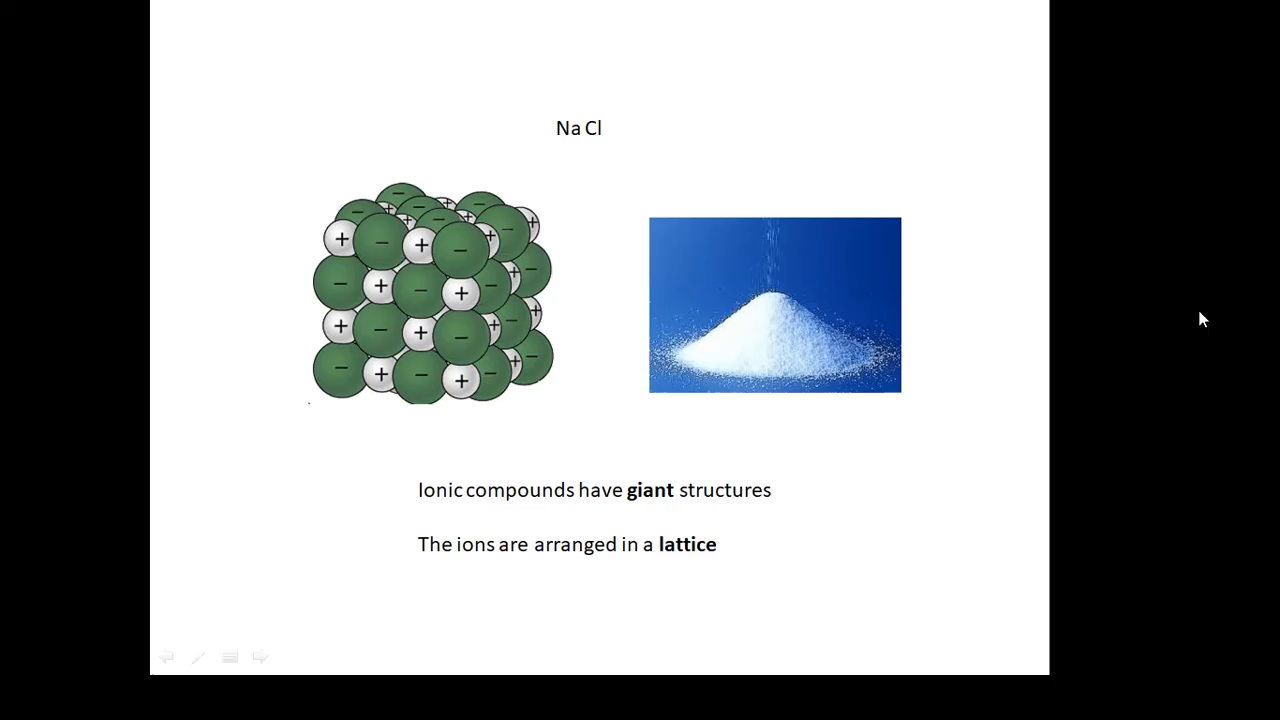 Na Cl
Ionic compounds have giant structures
The ions are arranged in a lattice